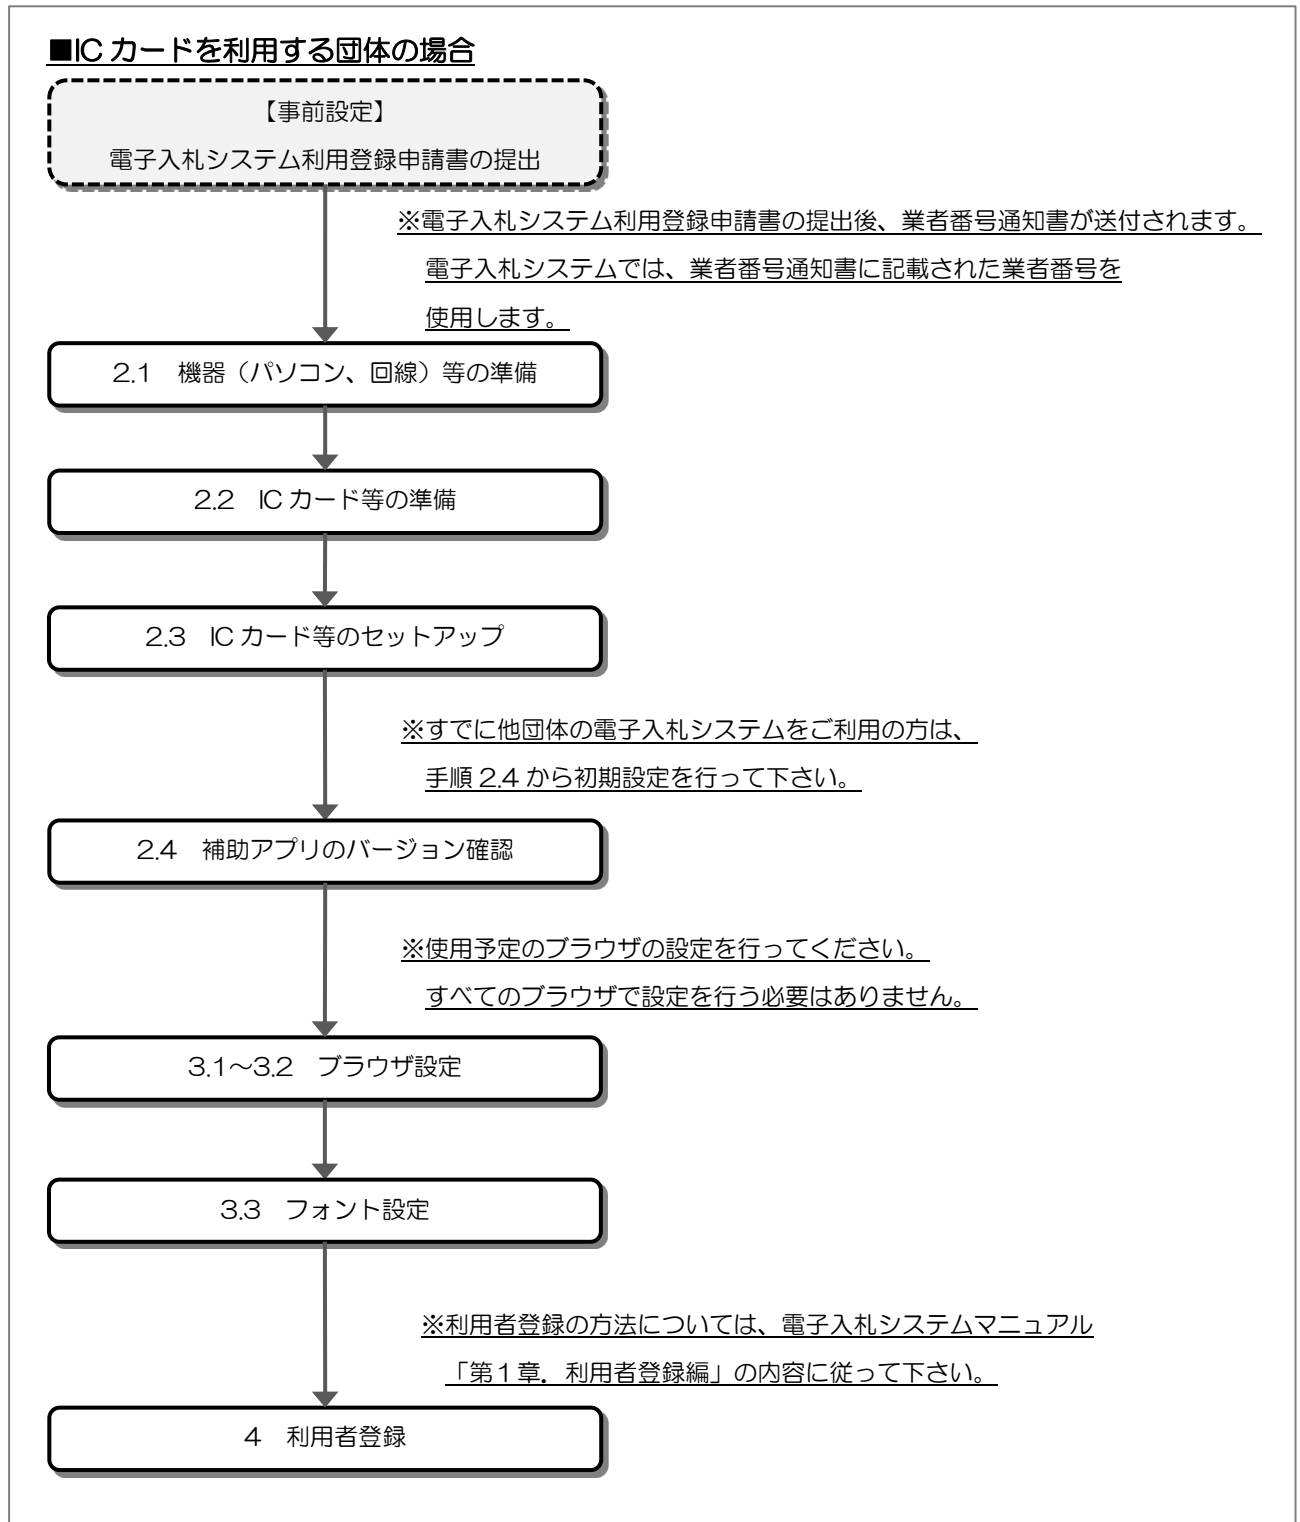 ■ICカードを利用する団体の場合
【事前設定】
電子入札システム利用登録申請書の提出
※電子入札システム利用登録申請書の提出後、業者番号通知書が送付されます。
電子入札システムでは、業者番号通知書に記載された業者番号を
使用します。
2.1　機器（パソコン、回線）等の準備
2.2　ICカード等の準備
2.3　ICカード等のセットアップ
※すでに他団体の電子入札システムをご利用の方は、
手順2.4から初期設定を行って下さい。
2.4　補助アプリのバージョン確認
※使用予定のブラウザの設定を行ってください。
すべてのブラウザで設定を行う必要はありません。
3.1～3.2　ブラウザ設定
3.3　フォント設定
※利用者登録の方法については、電子入札システムマニュアル
「第1章．利用者登録編」の内容に従って下さい。
4　利用者登録